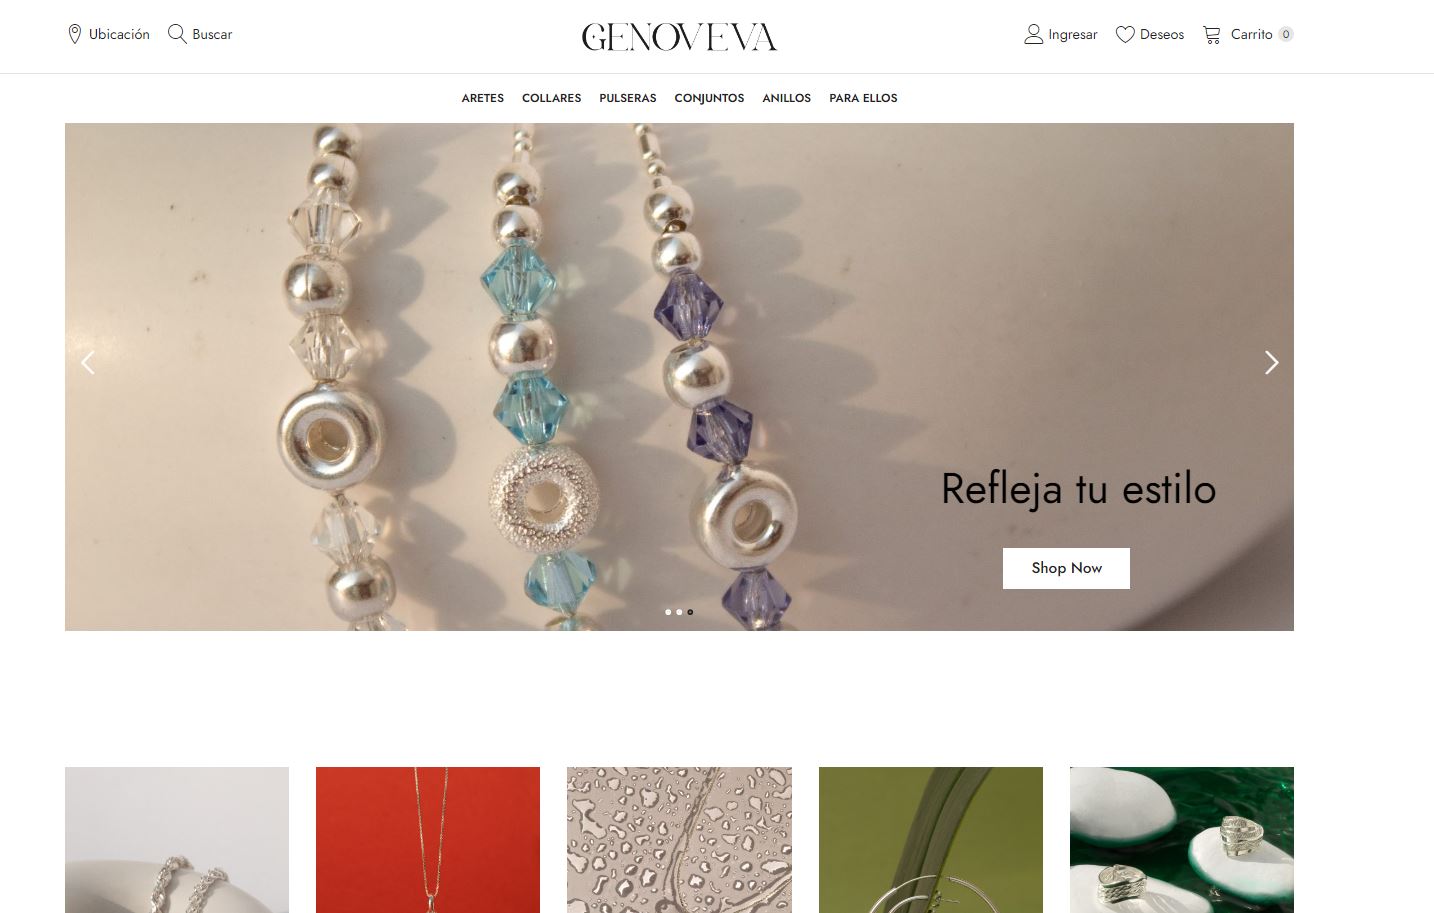 Ubicación
Buscar
GENOVEVA
Ingresar
Deseos
Carrito 0
ARETES COLLARES PULSERAS CONJUNTOS ANILLOS PARA ELLOS
Refleja tu estilo
Shop Now